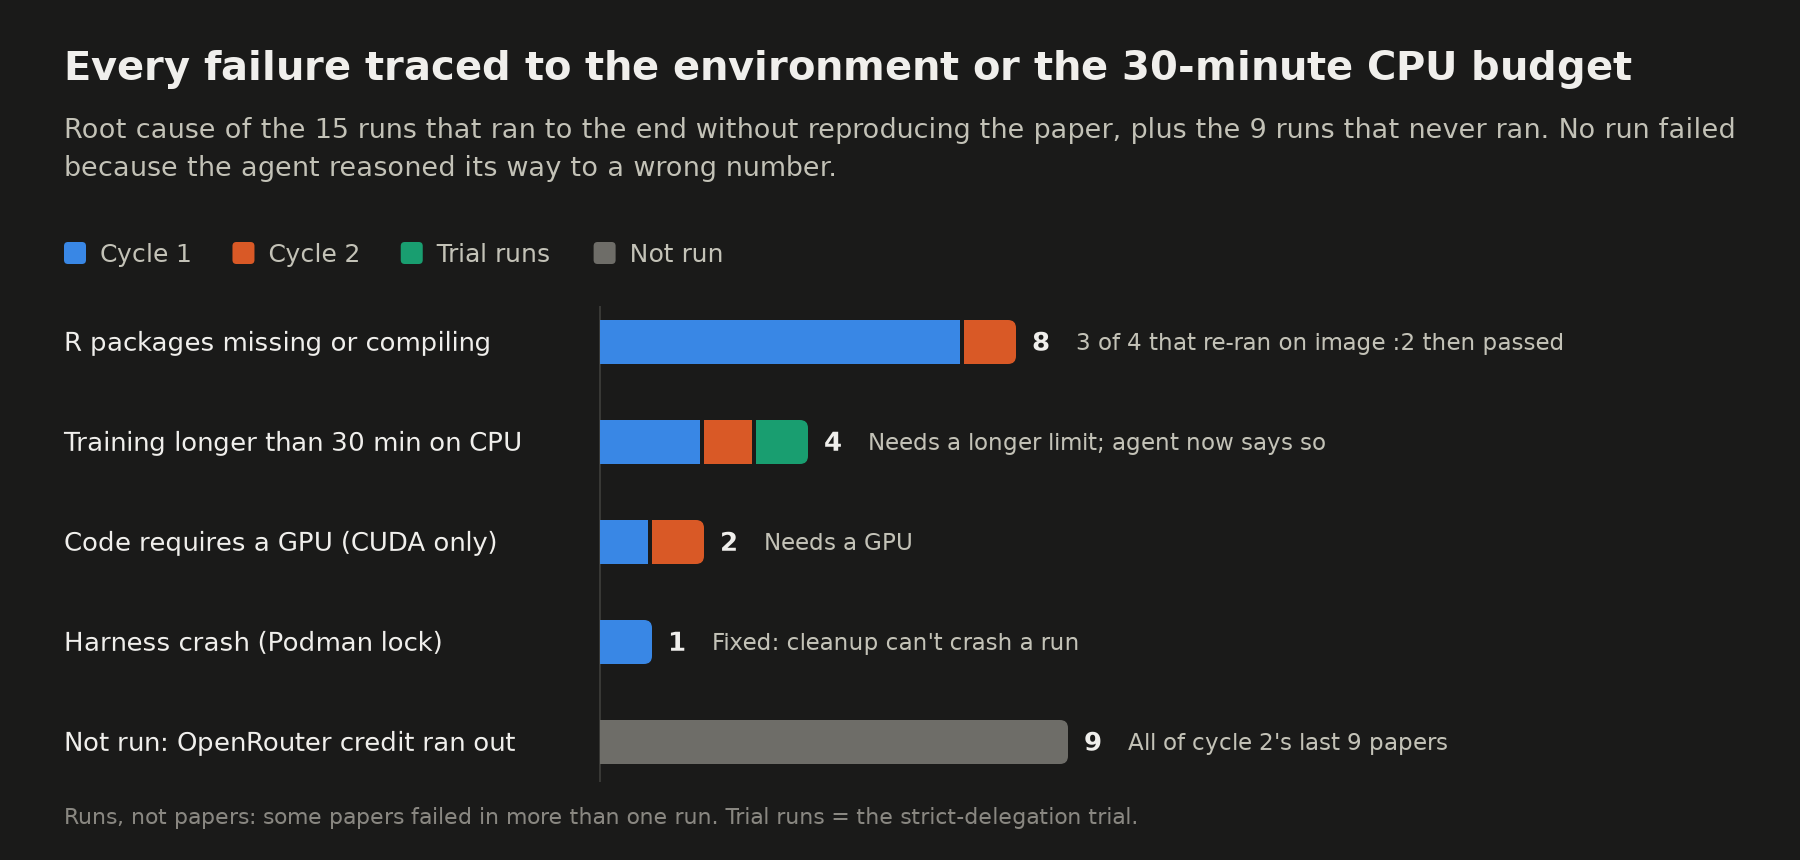 Every failure traced to the environment or the 30-minute CPU budget
Root cause of the 15 runs that ran to the end without reproducing the paper, plus the 9 runs that never ran. No run failed
because the agent reasoned its way to a wrong number.
Cycle 1 Cycle 2 Trial runs Not run
R packages missing or compiling 8 3 of 4 that re-ran on image :2 then passed
Training longer than 30 min on CPU 4 Needs a longer limit; agent now says so
Code requires a GPU (CUDA only) 2 Needs a GPU
Harness crash (Podman lock) 1 Fixed: cleanup can't crash a run
Not run: OpenRouter credit ran out 9 All of cycle 2's last 9 papers
Runs, not papers: some papers failed in more than one run. Trial runs = the strict-delegation trial.